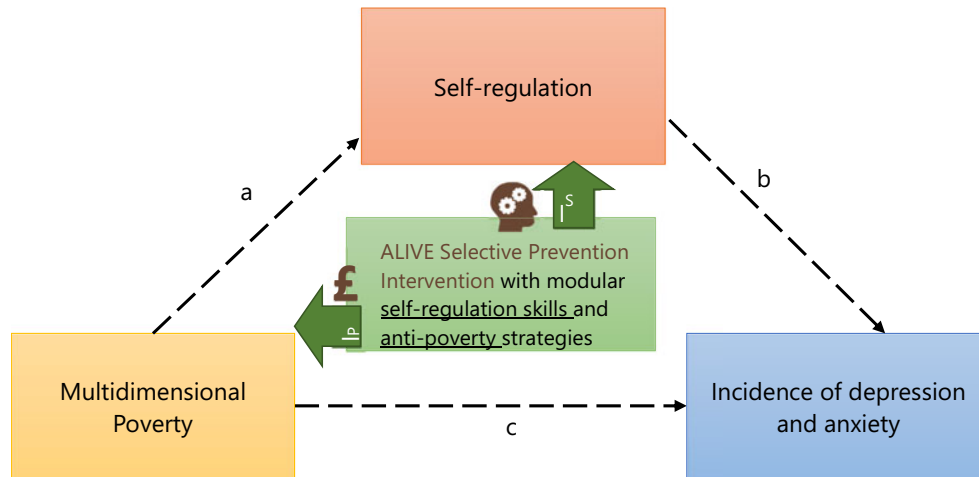 Self-regulation
a
b
I^S
ALIVE Selective Prevention
Intervention with modular
self-regulation skills and
anti-poverty strategies
£
I^P
Multidimensional
Poverty
c
Incidence of depression
and anxiety